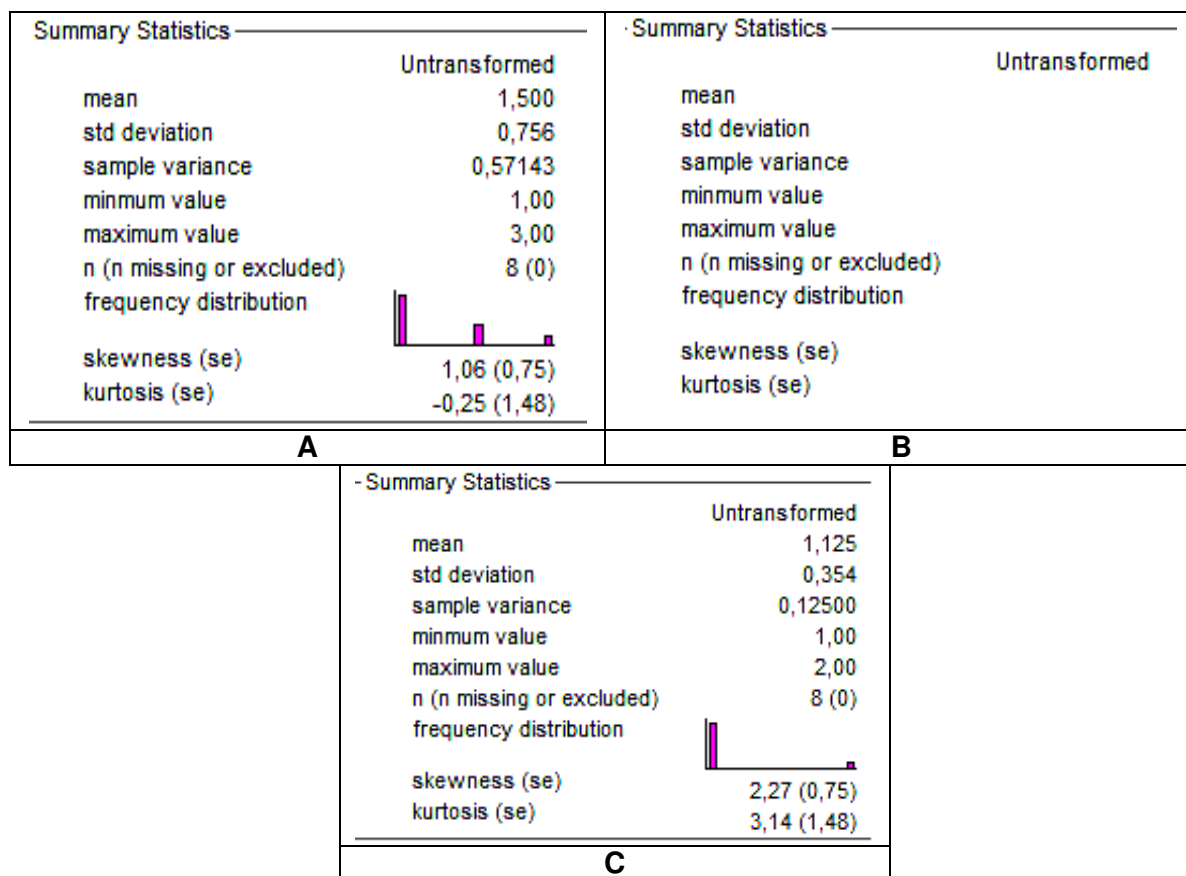 Summary Statistics
Untransformed
mean 1,500
std deviation 0,756
sample variance 0,57143
minmum value 1,00
maximum value 3,00
n (n missing or excluded) 8 (0)
frequency distribution
skewness (se) 1,06 (0,75)
kurtosis (se) -0,25 (1,48)
A
Summary Statistics
Untransformed
mean
std deviation
sample variance
minmum value
maximum value
n (n missing or excluded)
frequency distribution
skewness (se)
kurtosis (se)
B
Summary Statistics
Untransformed
mean 1,125
std deviation 0,354
sample variance 0,12500
minmum value 1,00
maximum value 2,00
n (n missing or excluded) 8 (0)
frequency distribution
skewness (se) 2,27 (0,75)
kurtosis (se) 3,14 (1,48)
C